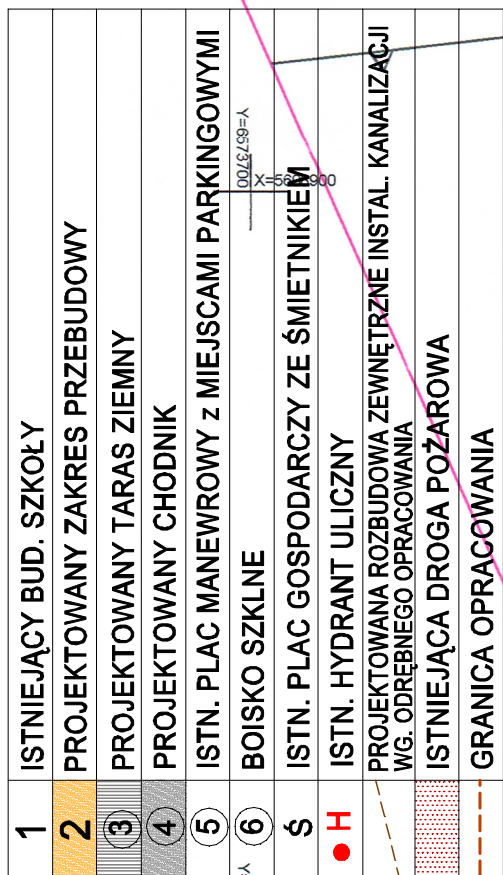 1 ISTNIEJĄCY BUD. SZKOŁY
2 PROJEKTOWANY ZAKRES PRZEBUDOWY
3 PROJEKTOWANY TARAS ZIEMNY
4 PROJEKTOWANY CHODNIK
5 ISTN. PLAC MANEWROWY z MIEJSCAMI PARKINGOWYMI
6 BOISKO SZKLNE
Ś ISTN. PLAC GOSPODARCZY ZE ŚMIETNIKIEM
H ISTN. HYDRANT ULICZNY
PROJEKTOWANA ROZBUDOWA ZEWNĘTRZNE INSTAL. KANALIZACJI
WG. ODRĘBNEGO OPRACOWANIA
ISTNIEJĄCA DROGA POŻAROWA
GRANICA OPRACOWANIA
Y=6573700